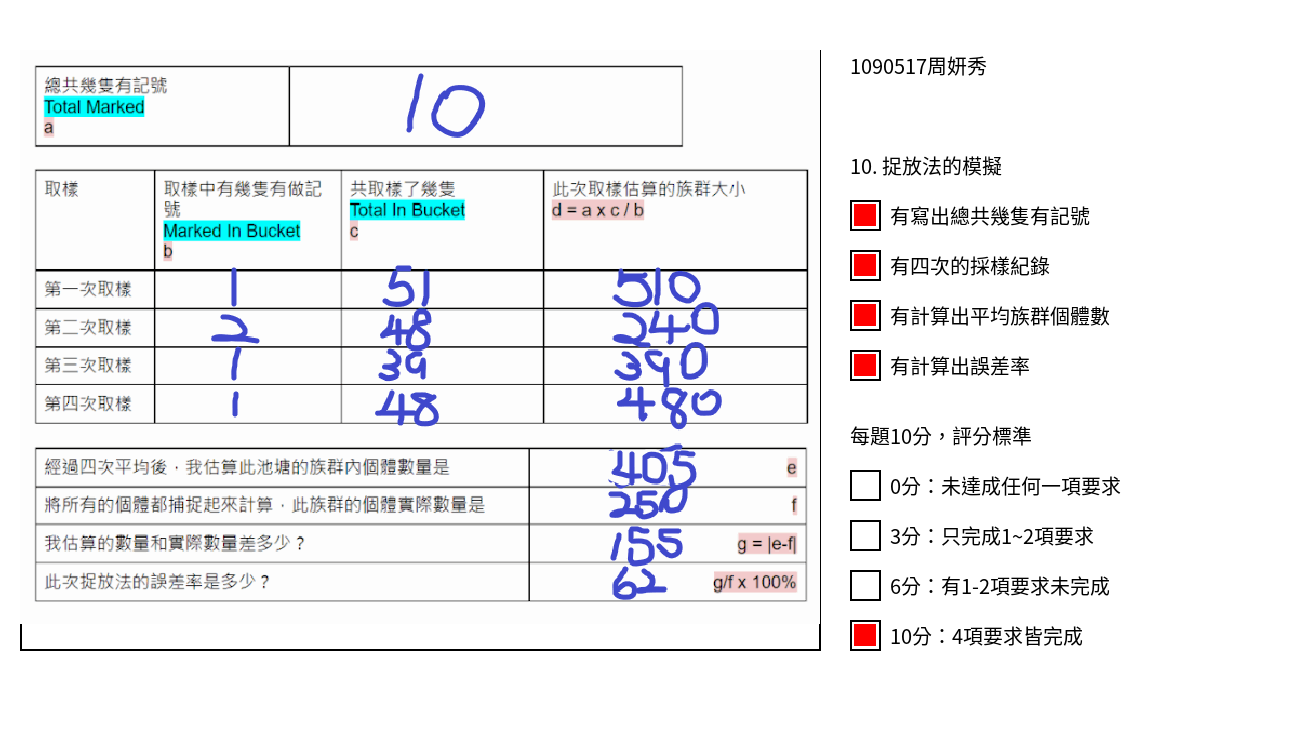 總共幾隻有記號
Total Marked
a
10
取樣
取樣中有幾隻有做記
號
Marked In Bucket
b
共取樣了幾隻
Total In Bucket
c
此次取樣估算的族群大小
d = a x c / b
第一次取樣 1 51 510
第二次取樣 2 48 240
第三次取樣 1 39 390
第四次取樣 1 48 480
經過四次平均後，我估算此池塘的族群內個體數量是 405 e
將所有的個體都捕捉起來計算，此族群的個體實際數量是 250 f
我估算的數量和實際數量差多少？ 155 g = |e-f|
此次捉放法的誤差率是多少？ 62 g/f x 100%
1090517周妍秀
10. 捉放法的模擬
有寫出總共幾隻有記號
有四次的採樣紀錄
有計算出平均族群個體數
有計算出誤差率
每題10分，評分標準
0分：未達成任何一項要求
3分：只完成1~2項要求
6分：有1-2項要求未完成
10分：4項要求皆完成